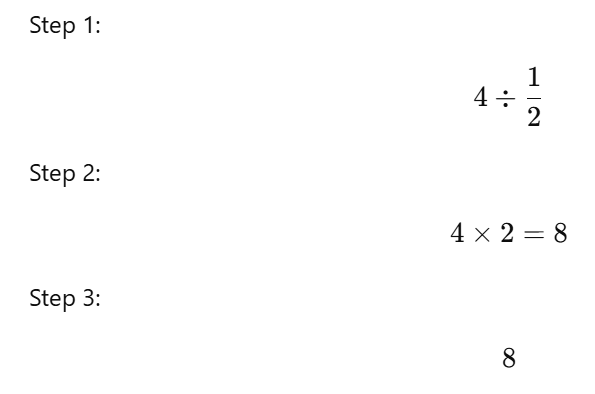 Step 1:
4 ÷ 1/2
Step 2:
4 × 2 = 8
Step 3:
8